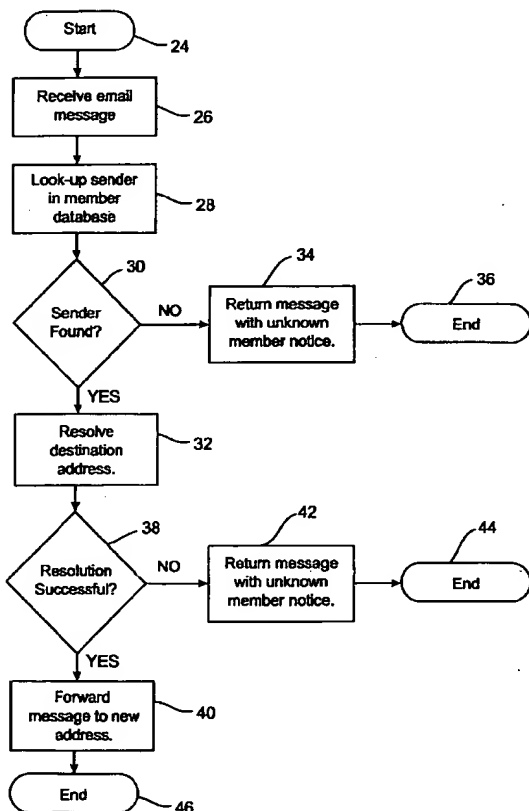 Start
24
Receive email
message
26
Look-up sender
in member
database
28
30
Sender
Found?
NO
34
Return message
with unknown
member notice.
36
End
YES
Resolve
destination
address.
32
38
Resolution
Successful?
NO
42
Return message
with unknown
member notice.
44
End
YES
Forward
message to new
address.
40
End
46